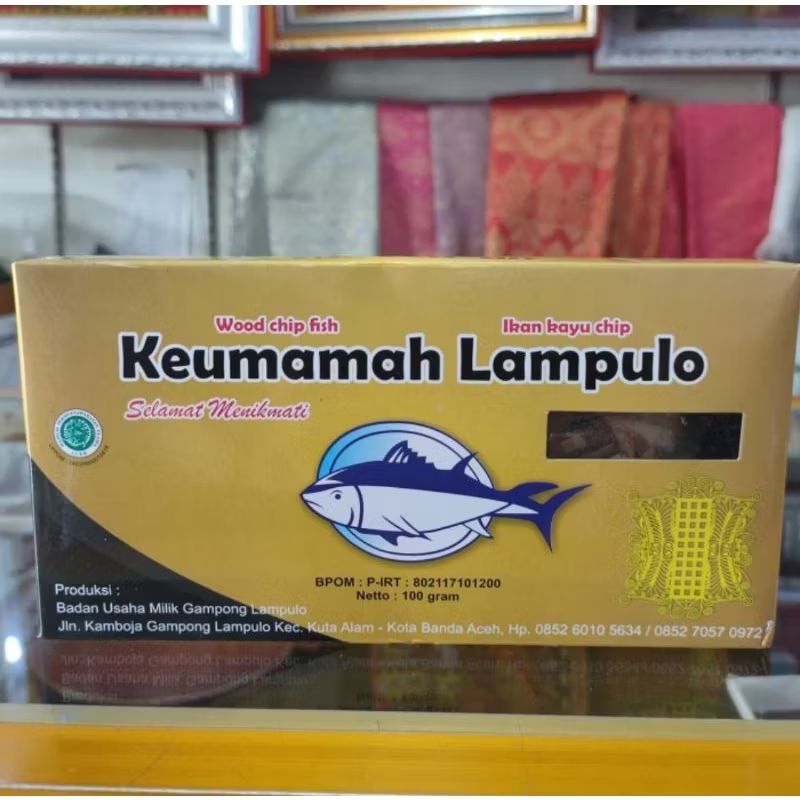 Wood chip fish
Ikan kayu chip
Keumamah Lampulo
Selamat Menikmati
BPOM : P-IRT : 802117101200
Netto : 100 gram
Produksi :
Badan Usaha Milik Gampong Lampulo
Jln. Kamboja Gampong Lampulo Kec. Kuta Alam - Kota Banda Aceh, Hp. 0852 6010 5634 / 0852 7057 0972